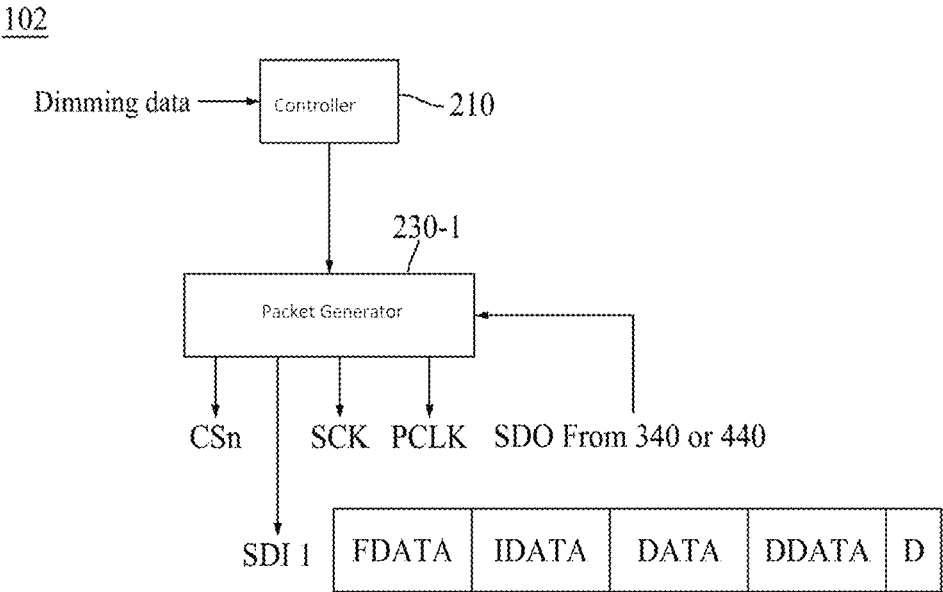 102
Dimming data
Controller
210
230-1
Packet Generator
CSn
SCK
PCLK
SDO From 340 or 440
SDI 1
FDATA
IDATA
DATA
DDATA
D